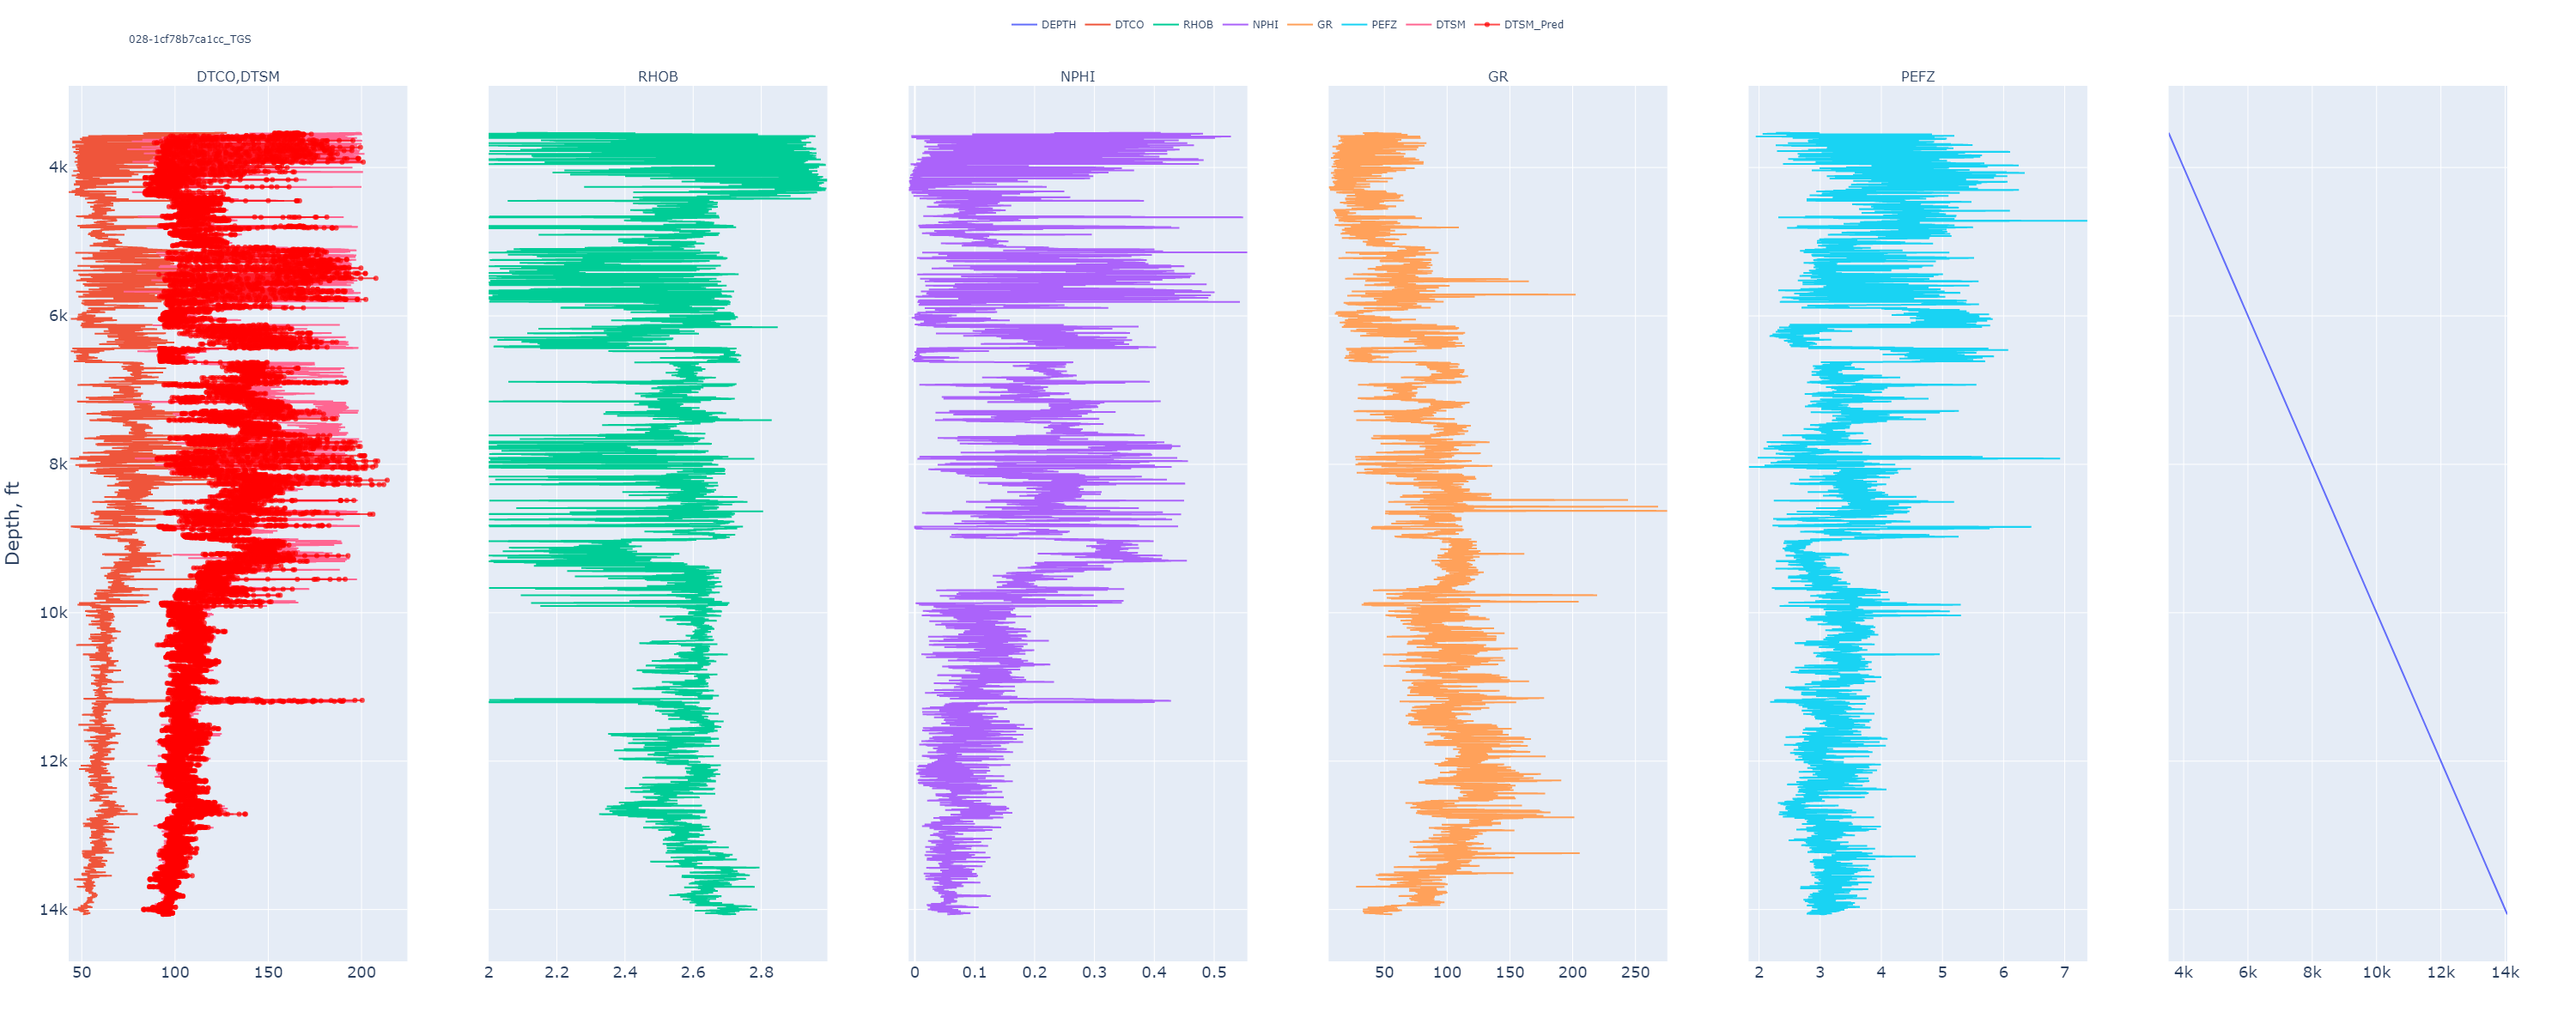 DEPTH DTCO RHOB NPHI GR PEFZ DTSM DTSM_Pred
028-1cf78b7ca1cc_TGS
DTCO,DTSM RHOB NPHI GR PEFZ
Depth, ft
4k
6k
8k
10k
12k
14k
50 100 150 200 2 2.2 2.4 2.6 2.8 0 0.1 0.2 0.3 0.4 0.5 50 100 150 200 250 2 3 4 5 6 7 4k 6k 8k 10k 12k 14k